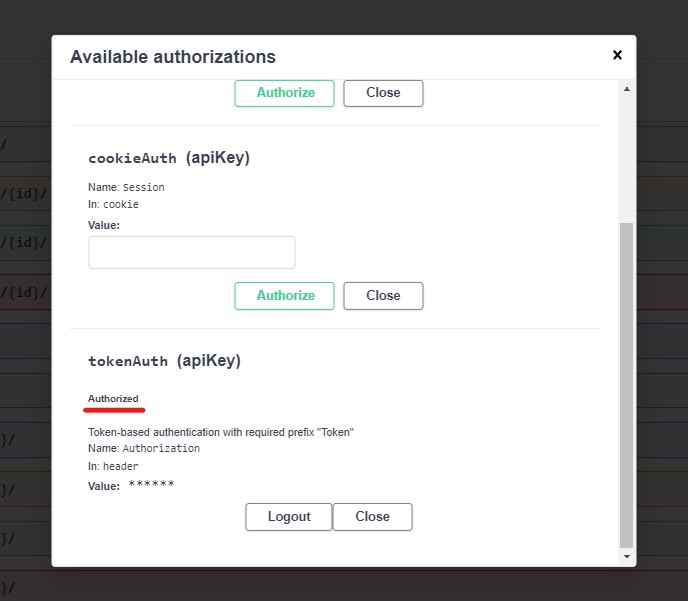 Available authorizations
×
Authorize Close
cookieAuth (apiKey)
Name: Session
In: cookie
Value:
Authorize Close
tokenAuth (apiKey)
Authorized
Token-based authentication with required prefix "Token"
Name: Authorization
In: header
Value: ******
Logout Close
/
/{id}/
/{id}/
/{id}/
}/
}/
}/
}/